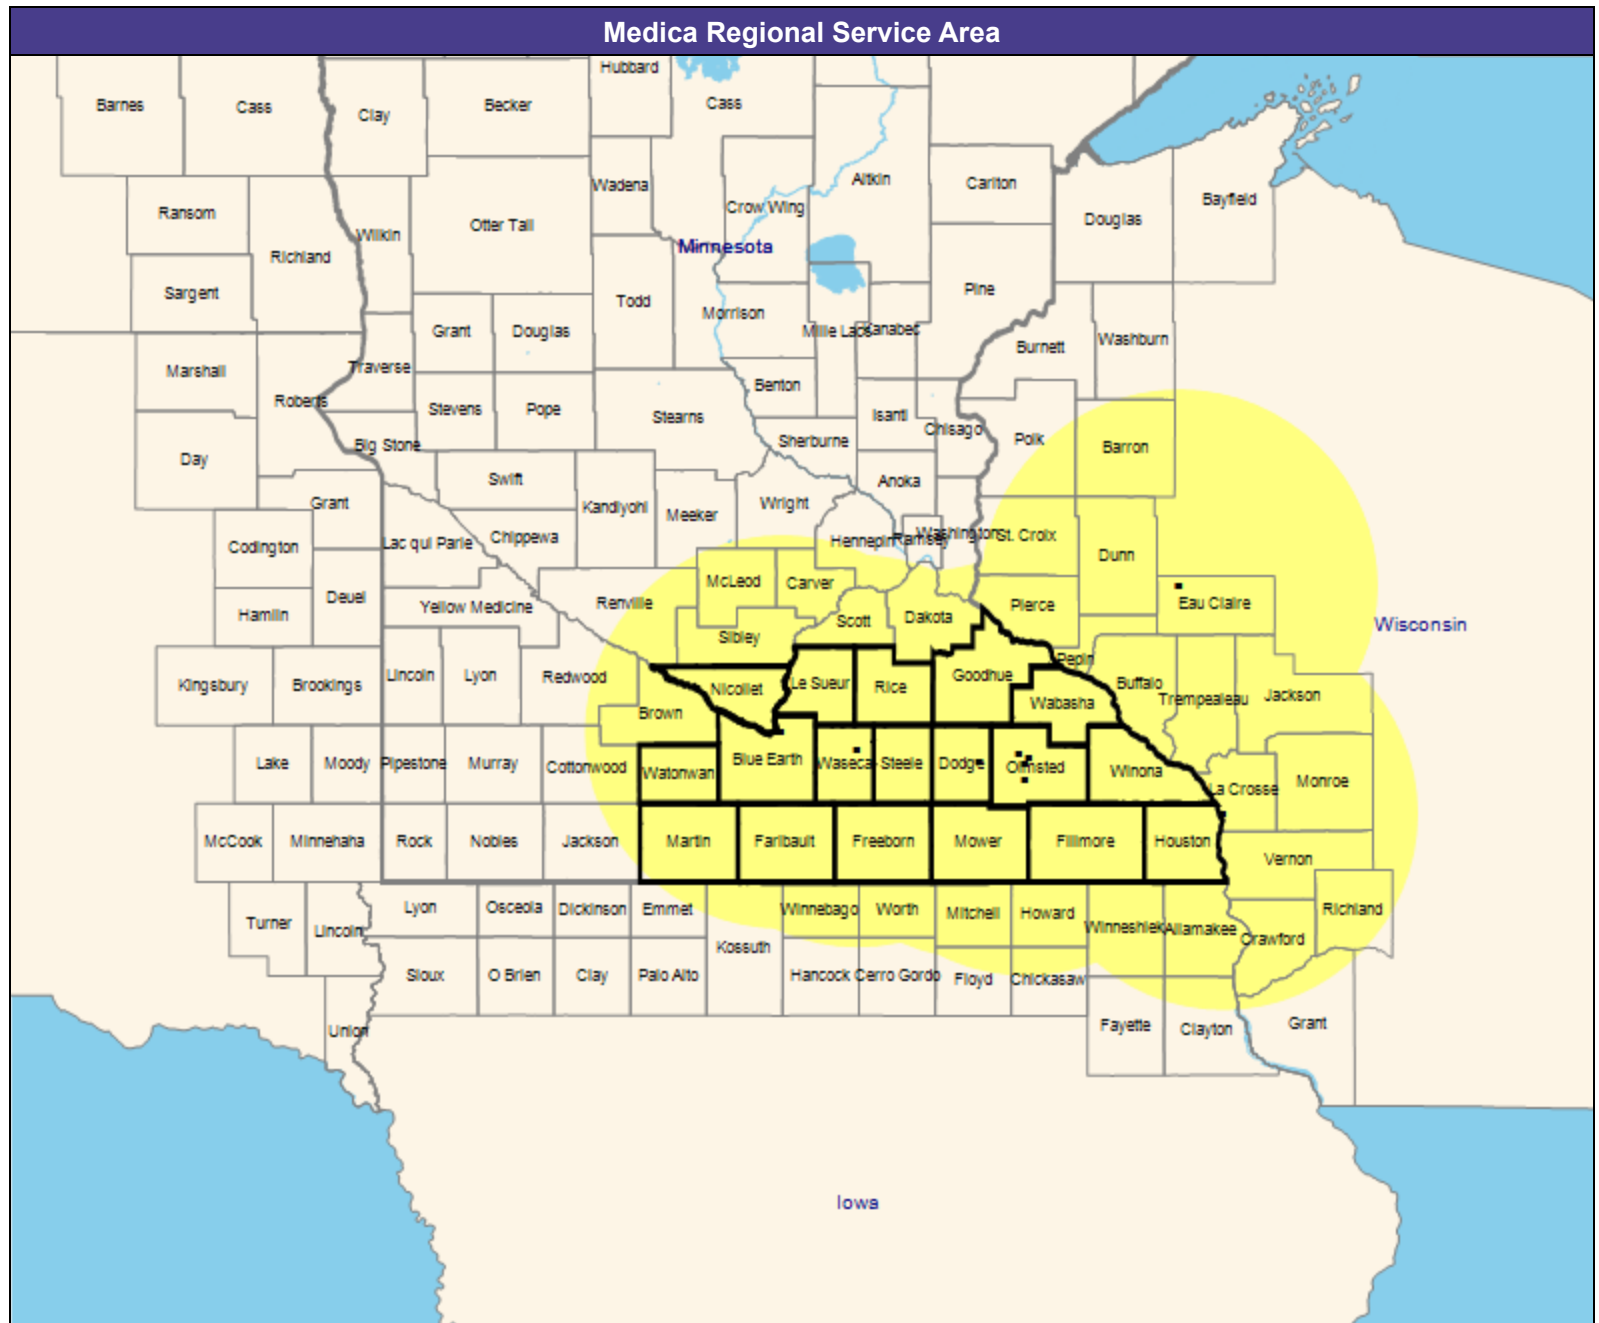 Medica Regional Service Area
Hubbard
Barnes
Cass
Clay
Becker
Cass
Wadena
Aitkin
Carlton
Ransom
Crow Wing
Douglas
Bayfield
Otter Tail
Wilkin
Minnesota
Richland
Sargent
Todd
Pine
Morrison
Grant
Douglas
Mille Lacs
Kanabec
Burnett
Washburn
Marshall
Traverse
Benton
Roberts
Stevens
Pope
Stearns
Isanti
Chisago
Polk
Barron
Big Stone
Sherburne
Day
Swift
Anoka
Grant
Kandiyohi
Meeker
Wright
Codington
Lac qui Parle
Chippewa
Hennepin
Ramsey
Washington
St. Croix
Dunn
McLeod
Carver
Deuel
Yellow Medicine
Renville
Pierce
Eau Claire
Hamlin
Scott
Dakota
Wisconsin
Sibley
Pepin
Kingsbury
Brookings
Lincoln
Lyon
Redwood
Nicollet
Le Sueur
Rice
Goodhue
Buffalo
Trempealeau
Jackson
Brown
Wabasha
Lake
Moody
Pipestone
Murray
Cottonwood
Watonwan
Blue Earth
Waseca
Steele
Dodge
Olmsted
Winona
La Crosse
Monroe
McCook
Minnehaha
Rock
Nobles
Jackson
Martin
Faribault
Freeborn
Mower
Fillmore
Houston
Vernon
Turner
Lincoln
Lyon
Osceola
Dickinson
Emmet
Winnebago
Worth
Mitchell
Howard
Winneshiek
Allamakee
Crawford
Richland
Kossuth
Sioux
O Brien
Clay
Palo Alto
Hancock
Cerro Gordo
Floyd
Chickasaw
Union
Fayette
Clayton
Grant
Iowa